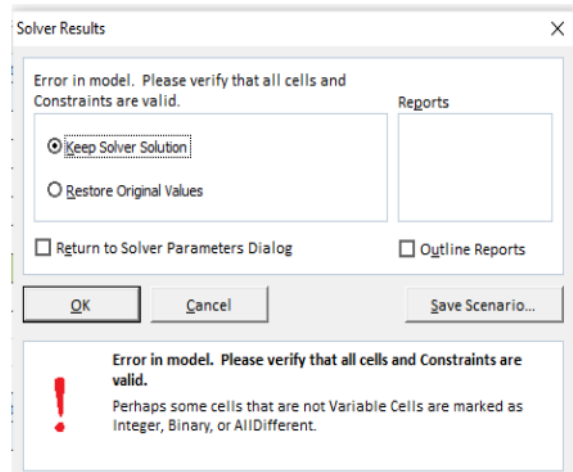 Solver Results
Error in model. Please verify that all cells and
Constraints are valid.
Reports
Keep Solver Solution
Restore Original Values
Return to Solver Parameters Dialog
Outline Reports
OK
Cancel
Save Scenario...
Error in model. Please verify that all cells and Constraints are
valid.
Perhaps some cells that are not Variable Cells are marked as
Integer, Binary, or AllDifferent.